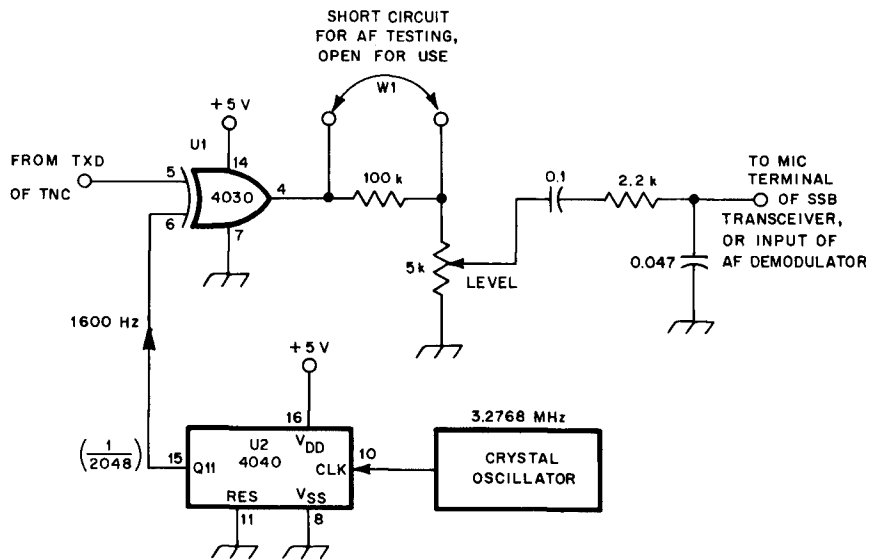 SHORT CIRCUIT
FOR AF TESTING,
OPEN FOR USE
W1
+5 V
U1
14
FROM TXD
OF TNC
5
6
4030
4
7
100 k
5k
LEVEL
0.1
2.2 k
0.047
TO MIC
TERMINAL
OF SSB
TRANSCEIVER,
OR INPUT OF
AF DEMODULATOR
1600 Hz
+5 V
(1/2048)
15
Q11
16
VDD
U2
4040
CLK
10
RES
VSS
11
8
3.2768 MHz
CRYSTAL
OSCILLATOR